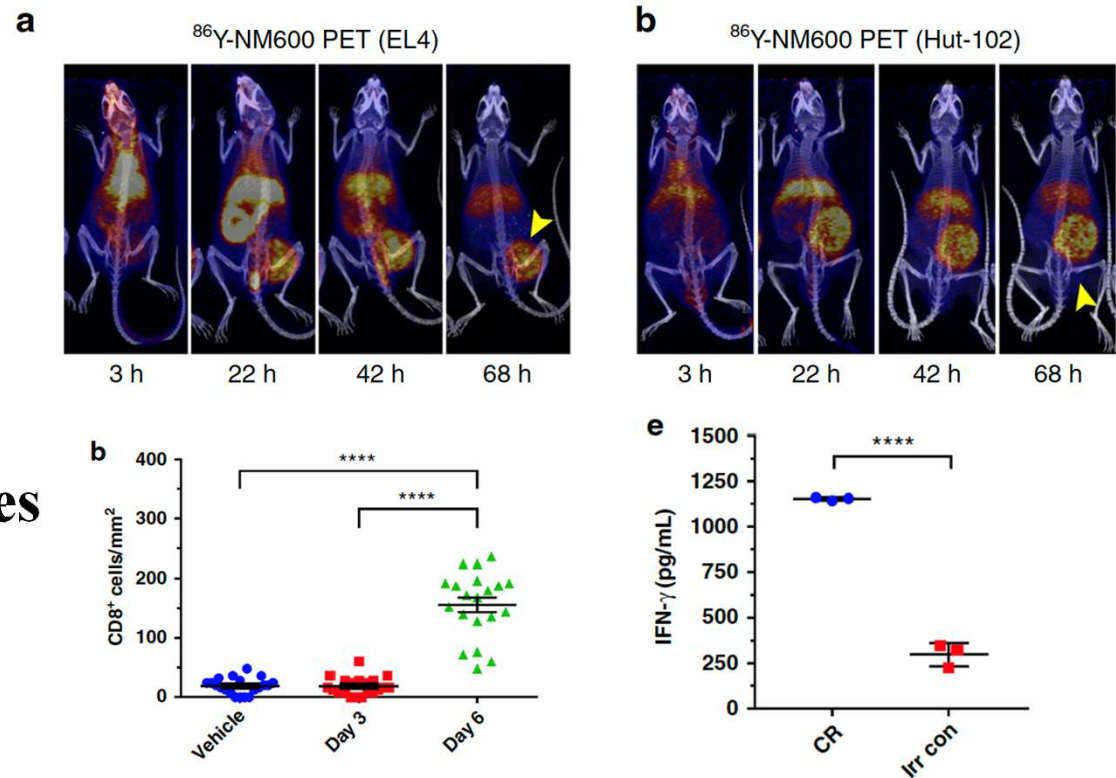 a
⁸⁶Y-NM600 PET (EL4)
3 h 22 h 42 h 68 h
b
⁸⁶Y-NM600 PET (Hut-102)
3 h 22 h 42 h 68 h
es
b
****
****
CD8⁺ cells/mm²
400
300
200
100
0
Vehicle Day 3 Day 6
e
****
IFN-γ (pg/mL)
1500
1250
1000
750
500
250
0
CR Irr con